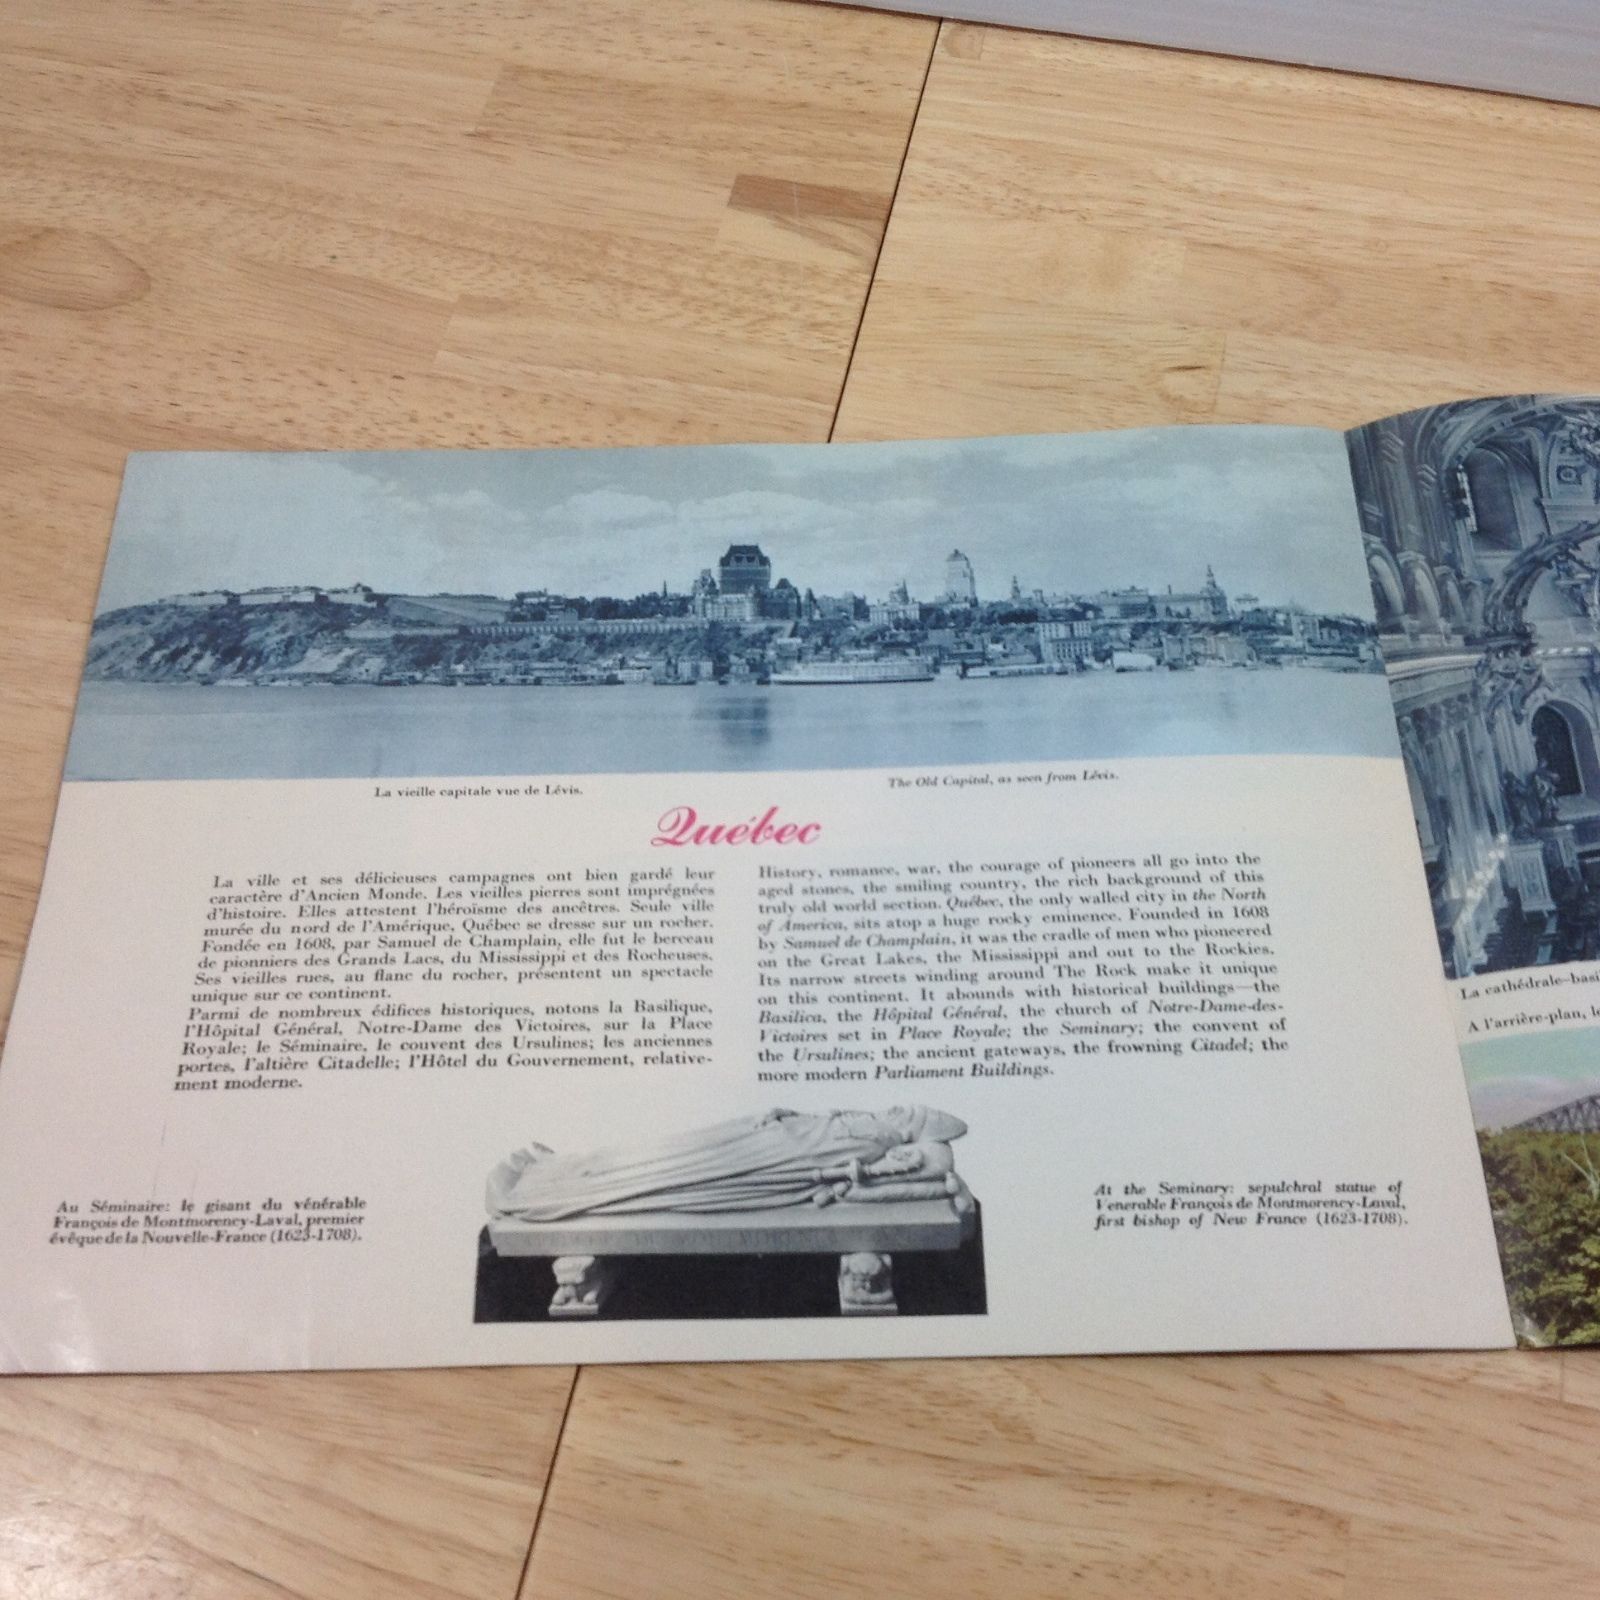 La vieille capitale vue de Lévis.
The Old Capital, as seen from Lévis.
Québec
La ville et ses délicieuses campagnes ont bien gardé leur
caractère d'Ancien Monde. Les vieilles pierres sont imprégnées
d'histoire. Elles attestent l'héroïsme des ancêtres. Seule ville
murée du nord de l'Amérique, Québec se dresse sur un rocher.
Fondée en 1608, par Samuel de Champlain, elle fut le berceau
de pionniers des Grands Lacs, du Mississippi et des Rocheuses.
Ses vieilles rues, au flanc du rocher, présentent un spectacle
unique sur ce continent.
Parmi de nombreux édifices historiques, notons la Basilique,
l'Hôpital Général, Notre-Dame des Victoires, sur la Place
Royale; le Séminaire, le couvent des Ursulines; les anciennes
portes, l'altière Citadelle; l'Hôtel du Gouvernement, relative-
ment moderne.
History, romance, war, the courage of pioneers all go into the
aged stones, the smiling country, the rich background of this
truly old world section. Québec, the only walled city in the North
of America, sits atop a huge rocky eminence. Founded in 1608
by Samuel de Champlain, it was the cradle of men who pioneered
on the Great Lakes, the Mississippi and out to the Rockies.
Its narrow streets winding around The Rock make it unique
on this continent. It abounds with historical buildings—the
Basilica, the Hôpital Général, the church of Notre-Dame-des-
Victoires set in Place Royale; the Seminary; the convent of
the Ursulines; the ancient gateways, the frowning Citadel; the
more modern Parliament Buildings.
Au Séminaire: le gisant du vénérable
François de Montmorency-Laval, premier
évêque de la Nouvelle-France (1623-1708).
At the Seminary: sepulchral statue of
Venerable François de Montmorency-Laval,
first bishop of New France (1623-1708).
La cathédrale-basi
A l'arrière-plan, l